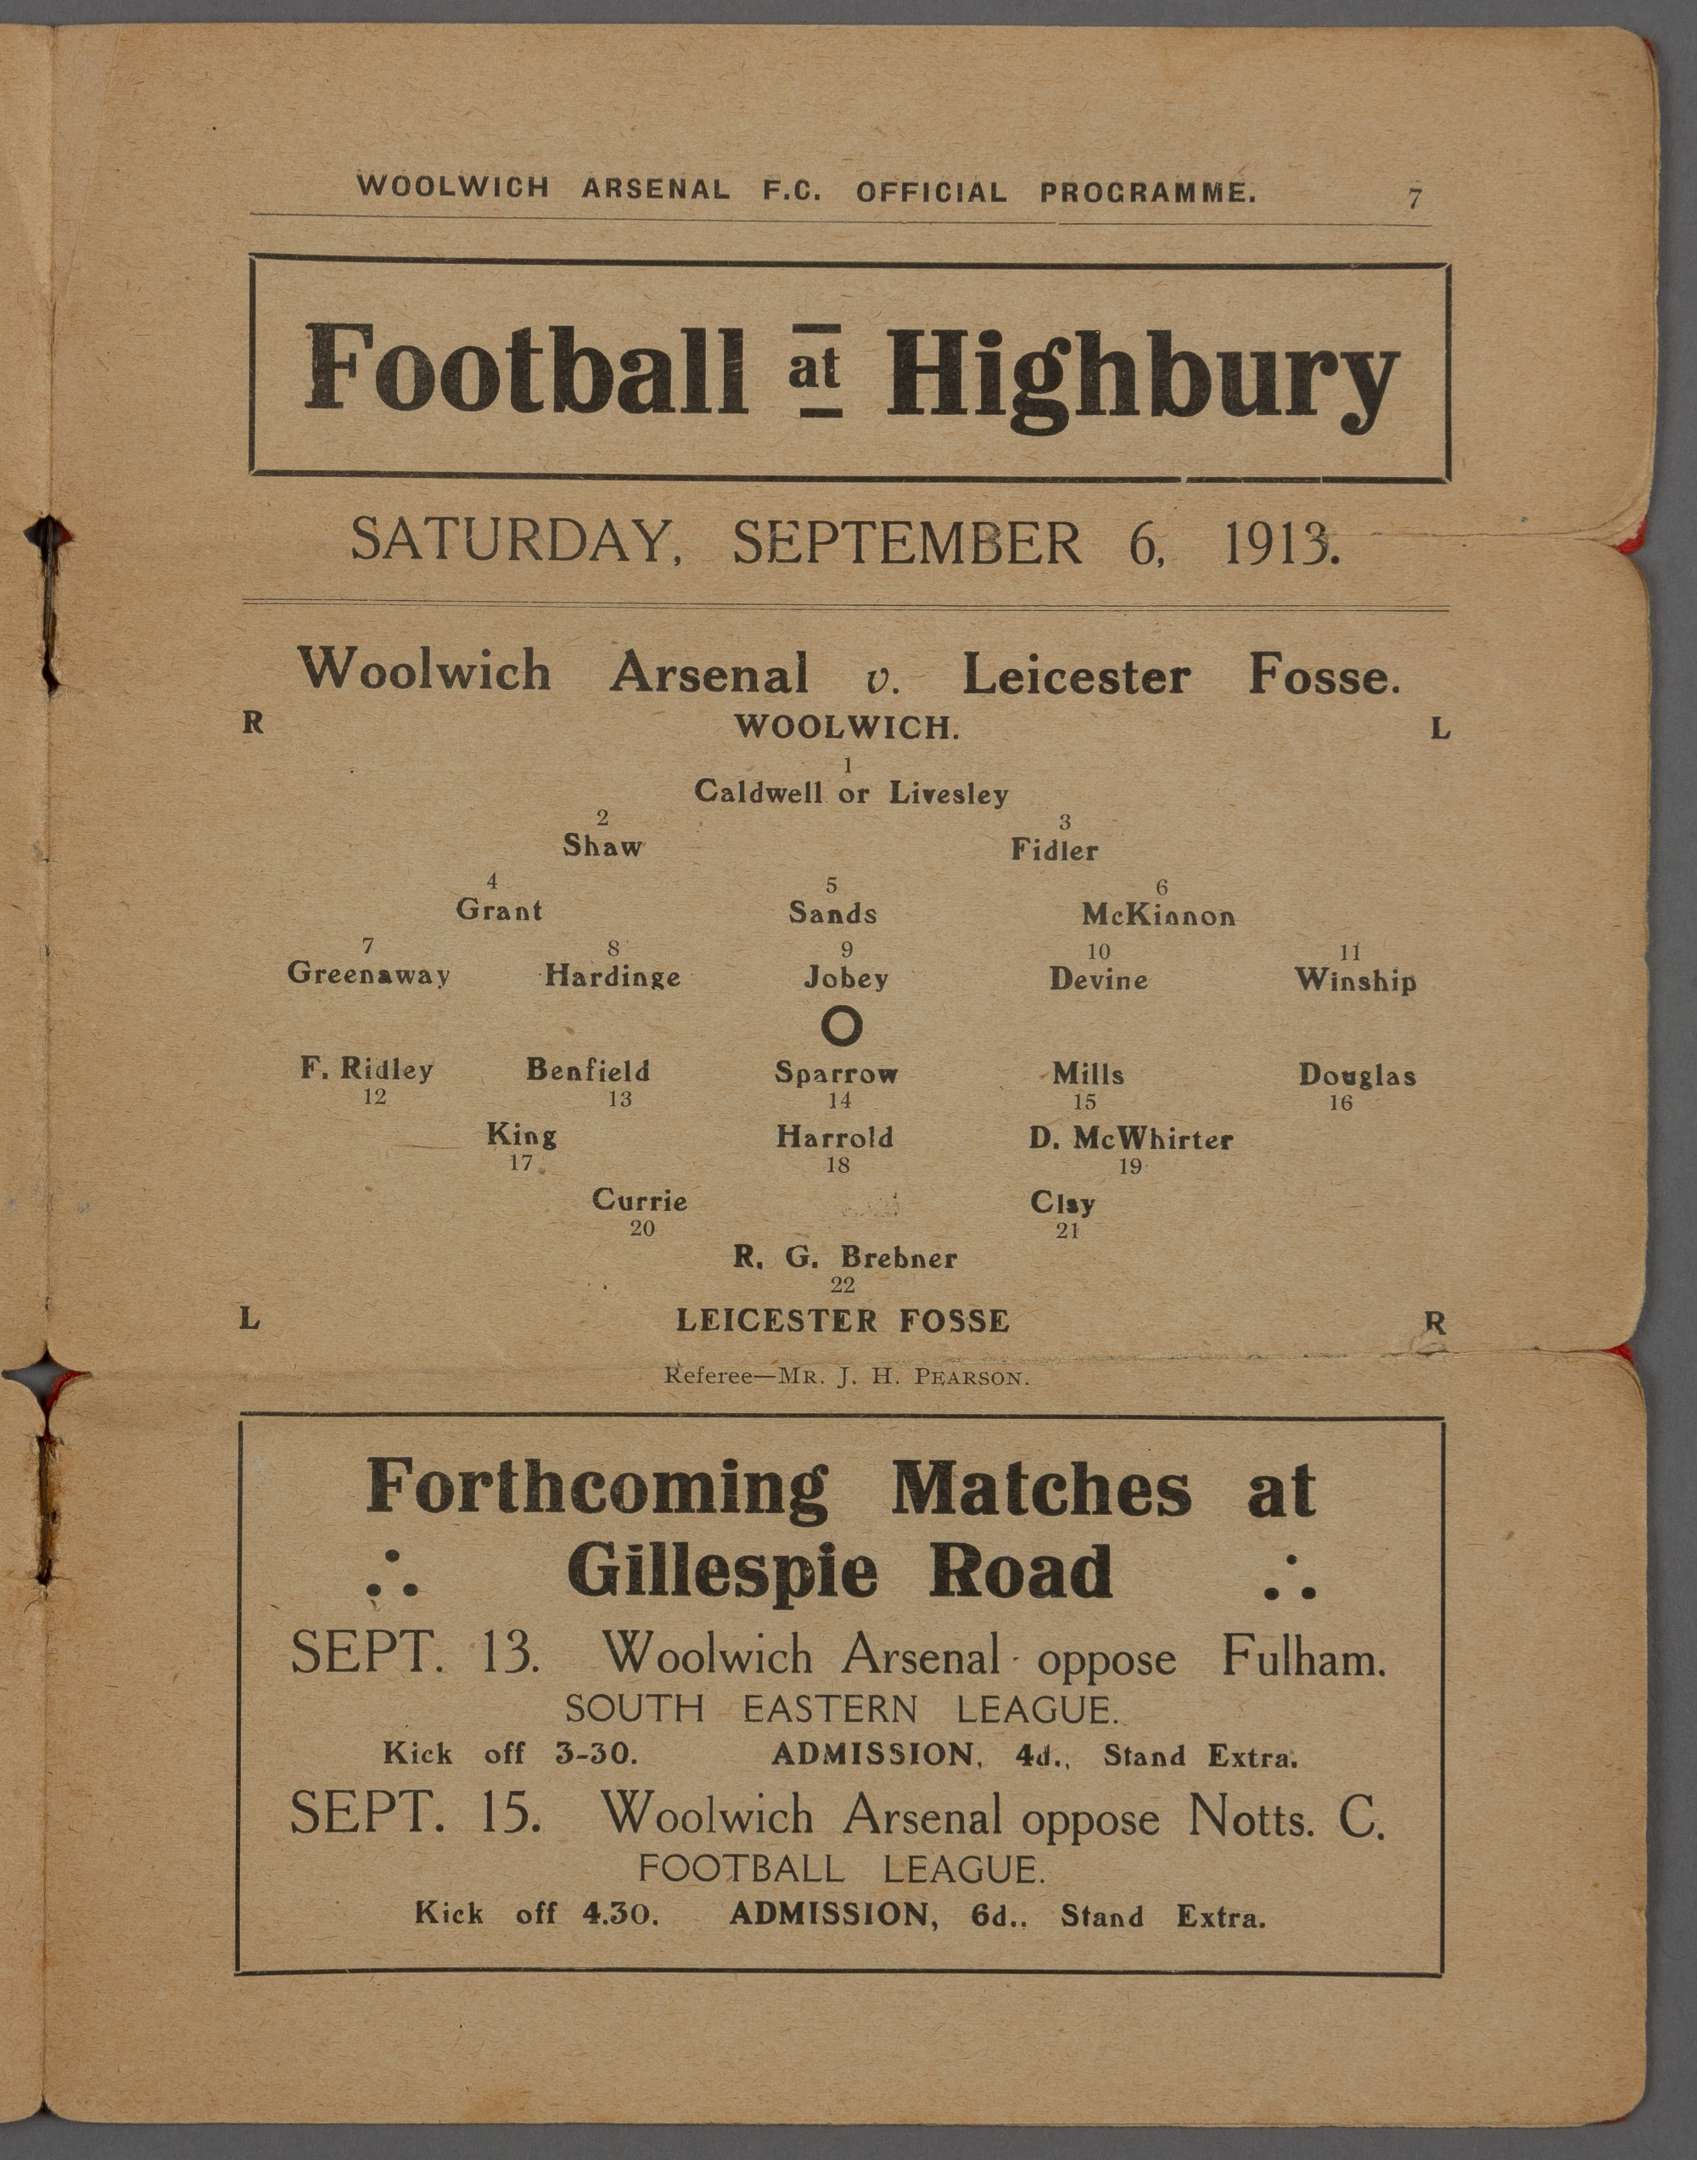 WOOLWICH ARSENAL F.C. OFFICIAL PROGRAMME. 7
Football at Highbury
SATURDAY, SEPTEMBER 6, 1913.
Woolwich Arsenal v. Leicester Fosse.
R WOOLWICH. L
1
Caldwell or Livesley
2 3
Shaw Fidler
4 5 6
Grant Sands McKinnon
7 8 9 10 11
Greenaway Hardinge Jobey Devine Winship
O
F. Ridley Benfield Sparrow Mills Douglas
12 13 14 15 16
King Harrold D. McWhirter
17 18 19
Currie Clay
20 21
R. G. Brebner
22
L LEICESTER FOSSE R
Referee—MR. J. H. PEARSON.
Forthcoming Matches at
Gillespie Road
SEPT. 13. Woolwich Arsenal oppose Fulham.
SOUTH EASTERN LEAGUE.
Kick off 3-30. ADMISSION, 4d., Stand Extra.
SEPT. 15. Woolwich Arsenal oppose Notts. C.
FOOTBALL LEAGUE.
Kick off 4.30. ADMISSION, 6d., Stand Extra.